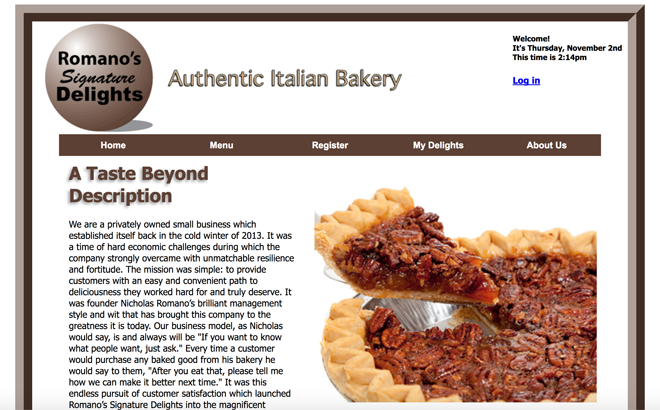 Romano's
Signature
Delights
Authentic Italian Bakery
Welcome!
It's Thursday, November 2nd
This time is 2:14pm
Log in
Home Menu Register My Delights About Us
A Taste Beyond
Description
We are a privately owned small business which
established itself back in the cold winter of 2013. It was
a time of hard economic challenges during which the
company strongly overcame with unmatchable resilience
and fortitude. The mission was simple: to provide
customers with an easy and convenient path to
deliciousness they worked hard for and truly deserve. It
was founder Nicholas Romano's brilliant management
style and wit that has brought this company to the
greatness it is today. Our business model, as Nicholas
would say, is and always will be "If you want to know
what people want, just ask." Every time a customer
would purchase any baked good from his bakery he
would say to them, "After you eat that, please tell me
how we can make it better next time." It was this
endless pursuit of customer satisfaction which launched
Romano's Signature Delights into the magnificent